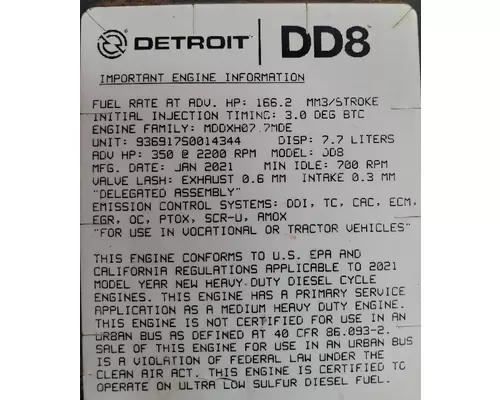 DETROIT DD8
IMPORTANT ENGINE INFORMATION
FUEL RATE AT ADV. HP: 166.2 MM3/STROKE
INITIAL INJECTION TIMING: 3.0 DEG BTC
ENGINE FAMILY: MDDXH07.7MDE
UNIT: 936917S0014344 DISP: 7.7 LITERS
ADV HP: 350 @ 2200 RPM MODEL: DD8
MFG. DATE: JAN 2021 MIN IDLE: 700 RPM
VALVE LASH: EXHAUST 0.6 MM INTAKE 0.3 MM
"DELEGATED ASSEMBLY"
EMISSION CONTROL SYSTEMS: DDI, TC, CAC, ECM,
EGR, OC, PTOX, SCR-U, AMOX
"FOR USE IN VOCATIONAL OR TRACTOR VEHICLES"
THIS ENGINE CONFORMS TO U.S. EPA AND
CALIFORNIA REGULATIONS APPLICABLE TO 2021
MODEL YEAR NEW HEAVY DUTY DIESEL CYCLE
ENGINES. THIS ENGINE HAS A PRIMARY SERVICE
APPLICATION AS A MEDIUM HEAVY DUTY ENGINE.
THIS ENGINE IS NOT CERTIFIED FOR USE IN AN
URBAN BUS AS DEFINED AT 40 CFR 86.093-2.
SALE OF THIS ENGINE FOR USE IN AN URBAN BUS
IS A VIOLATION OF FEDERAL LAW UNDER THE
CLEAN AIR ACT. THIS ENGINE IS CERTIFIED TO
OPERATE ON ULTRA LOW SULFUR DIESEL FUEL.